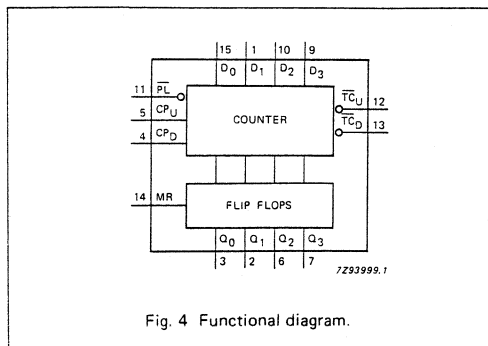 15 1 10 9
D0 D1 D2 D3
11 PL
5 CPU
4 CPD
COUNTER
TCU 12
TCD 13
14 MR
FLIP FLOPS
Q0 Q1 Q2 Q3
3 2 6 7
7Z93999.1
Fig. 4 Functional diagram.